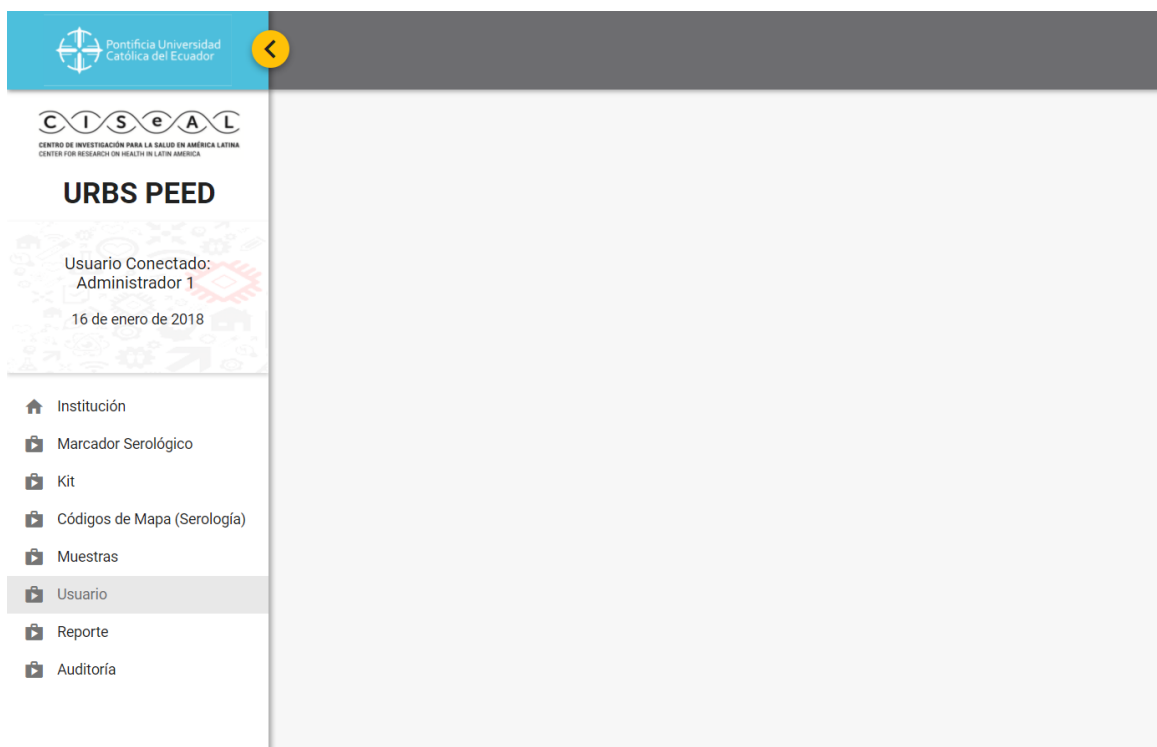 Pontificia Universidad
Católica del Ecuador
CISeAL
CENTRO DE INVESTIGACIÓN PARA LA SALUD EN AMÉRICA LATINA
CENTER FOR RESEARCH ON HEALTH IN LATIN AMERICA
URBS PEED
Usuario Conectado:
Administrador 1
16 de enero de 2018
Institución
Marcador Serológico
Kit
Códigos de Mapa (Serología)
Muestras
Usuario
Reporte
Auditoría